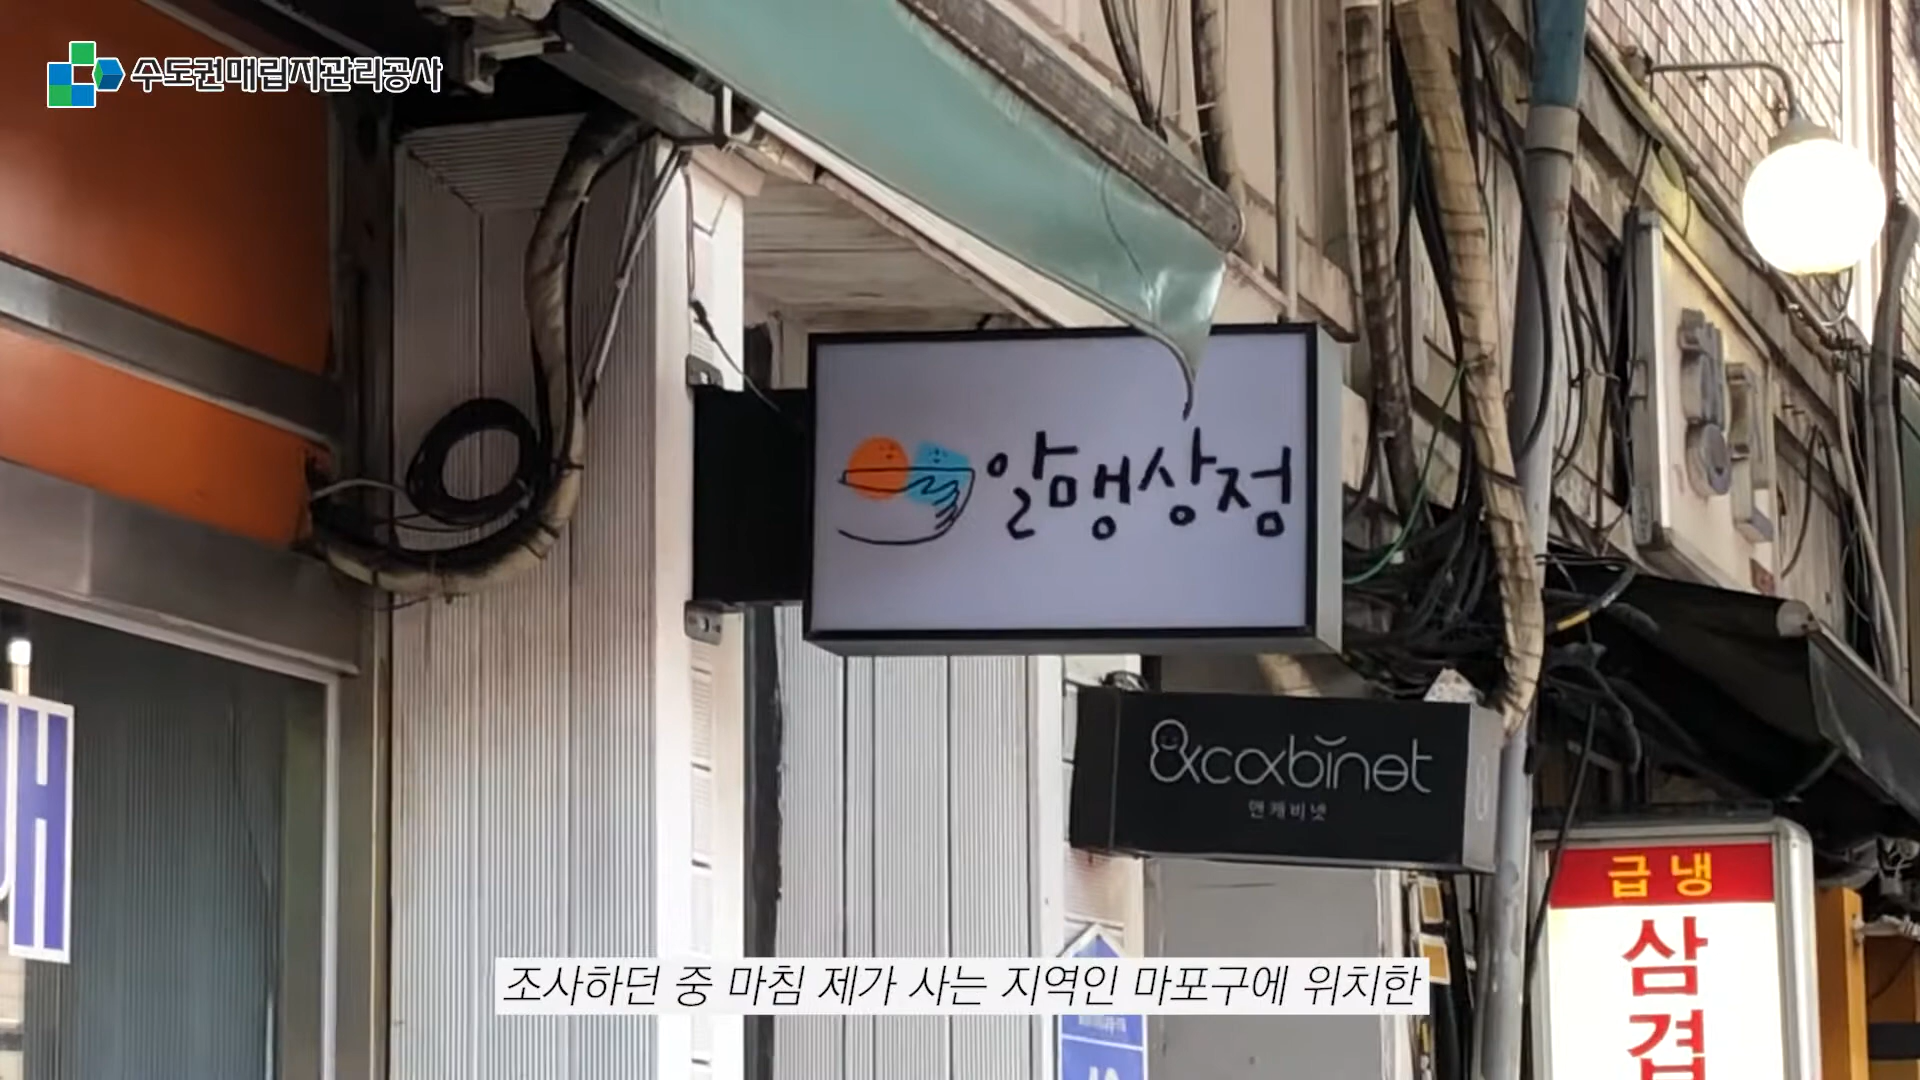 수도권매립지관리공사
알맹상점
&cabinet
앤캐비넷
급냉
삼겹
조사하던 중 마침 제가 사는 지역인 마포구에 위치한